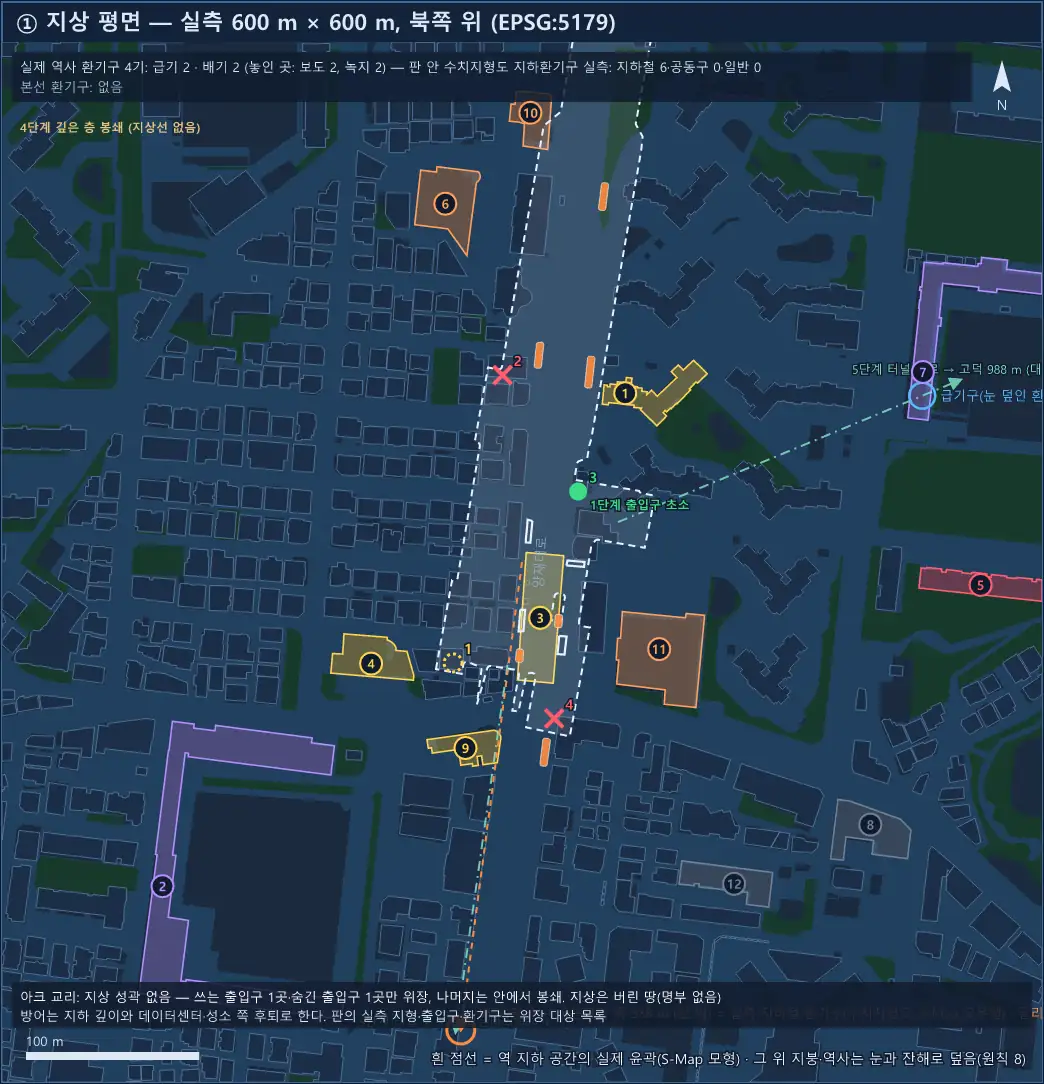 ① 지상 평면 — 실측 600 m × 600 m, 북쪽 위 (EPSG:5179)
실제 역사 환기구 4기: 급기 2 · 배기 2 (놓인 곳: 보도 2, 녹지 2) — 판 안 수치지형도 지하환기구 실측: 지하철 6·공동구 0·일반 0
본선 환기구: 없음
N
4단계 깊은 층 봉쇄 (지상선 없음)
10
6
2
1
7
5단계 터널 → 고덕 988 m (대
급기구(눈 덮인 환
3
1단계 출입구 초소
양재대로
5
3
11
1
4
4
9
8
12
2
아크 교리: 지상 성곽 없음 — 쓰는 출입구 1곳·숨긴 출입구 1곳만 위장, 나머지는 안에서 봉쇄. 지상은 버린 땅(명부 없음)
방어는 지하 깊이와 데이터센터·성소 쪽 후퇴로 한다. 판의 실측 지형·출입구·환기구는 위장 대상 목록
100 m
흰 점선 = 역 지하 공간의 실제 윤곽(S-Map 모형) · 그 위 지붕·역사는 눈과 잔해로 덮음(원칙 8)